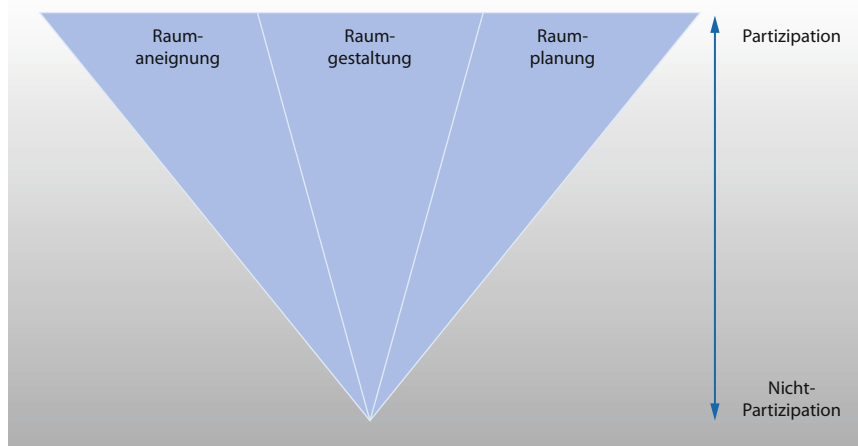 Raum-
aneignung
Raum-
gestaltung
Raum-
planung
Partizipation
Nicht-
Partizipation